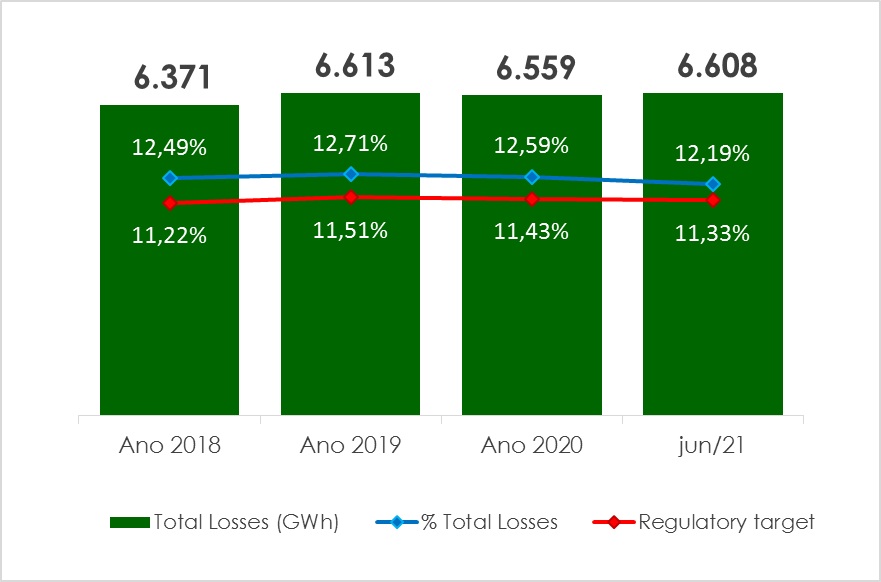 6.371 6.613 6.559 6.608
12,49% 12,71% 12,59% 12,19%
11,22% 11,51% 11,43% 11,33%
Ano 2018 Ano 2019 Ano 2020 jun/21
Total Losses (GWh) % Total Losses Regulatory target